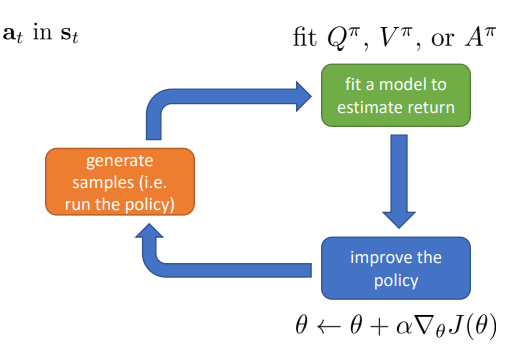 a_t in s_t
fit Q^π, V^π, or A^π
fit a model to
estimate return
generate
samples (i.e.
run the policy)
improve the
policy
θ ← θ + α∇_θ J(θ)